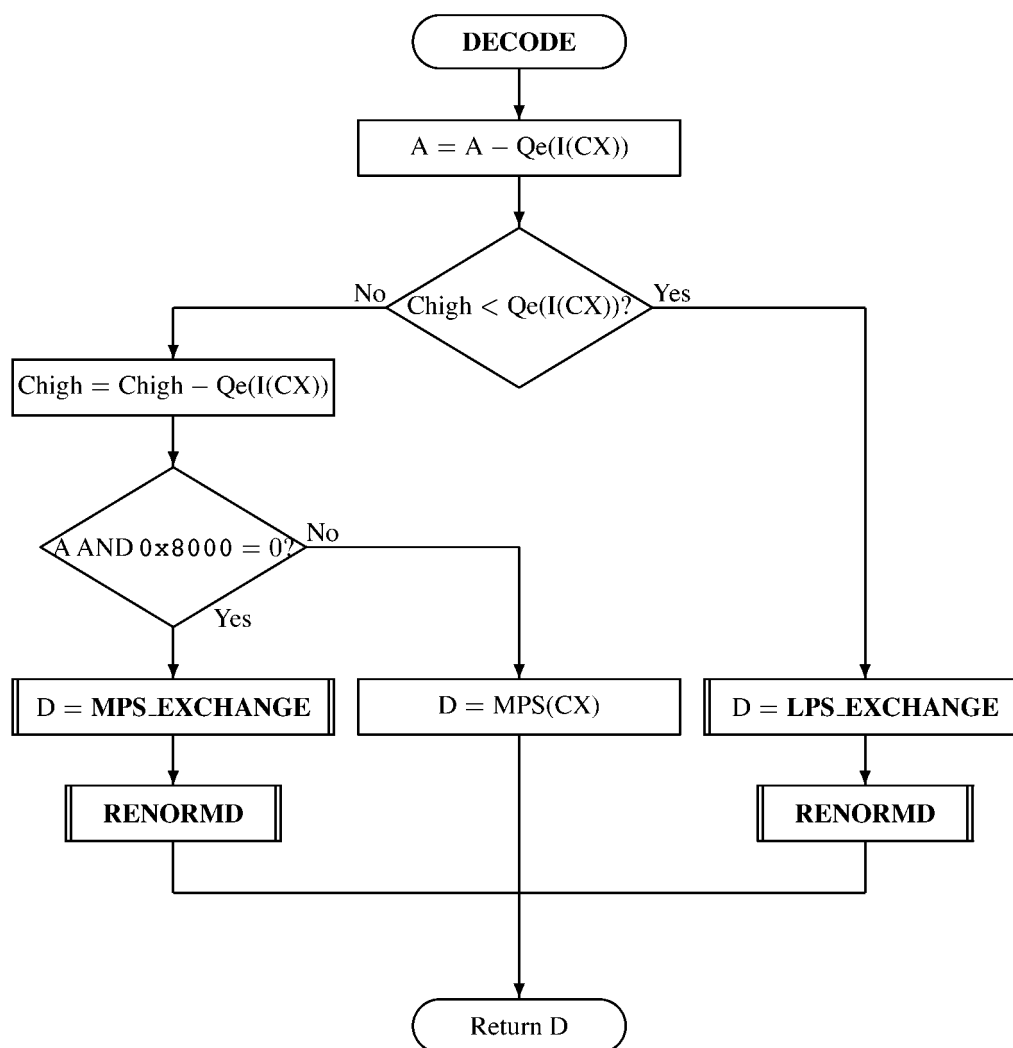 DECODE
A = A − Qe(I(CX))
Chigh < Qe(I(CX))?
No
Yes
Chigh = Chigh − Qe(I(CX))
A AND 0x8000 = 0?
No
Yes
D = MPS_EXCHANGE
D = MPS(CX)
D = LPS_EXCHANGE
RENORMD
RENORMD
Return D